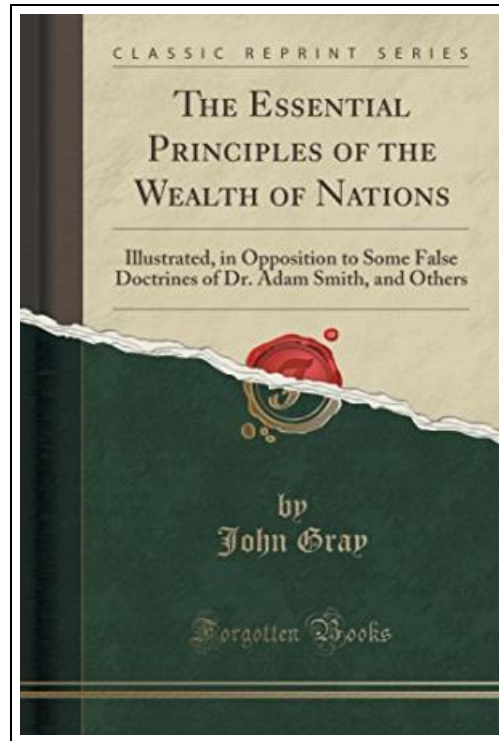 CLASSIC REPRINT SERIES
THE ESSENTIAL
PRINCIPLES OF THE
WEALTH OF NATIONS
Illustrated, in Opposition to Some False
Doctrines of Dr. Adam Smith, and Others
by
John Gray
Forgotten Books